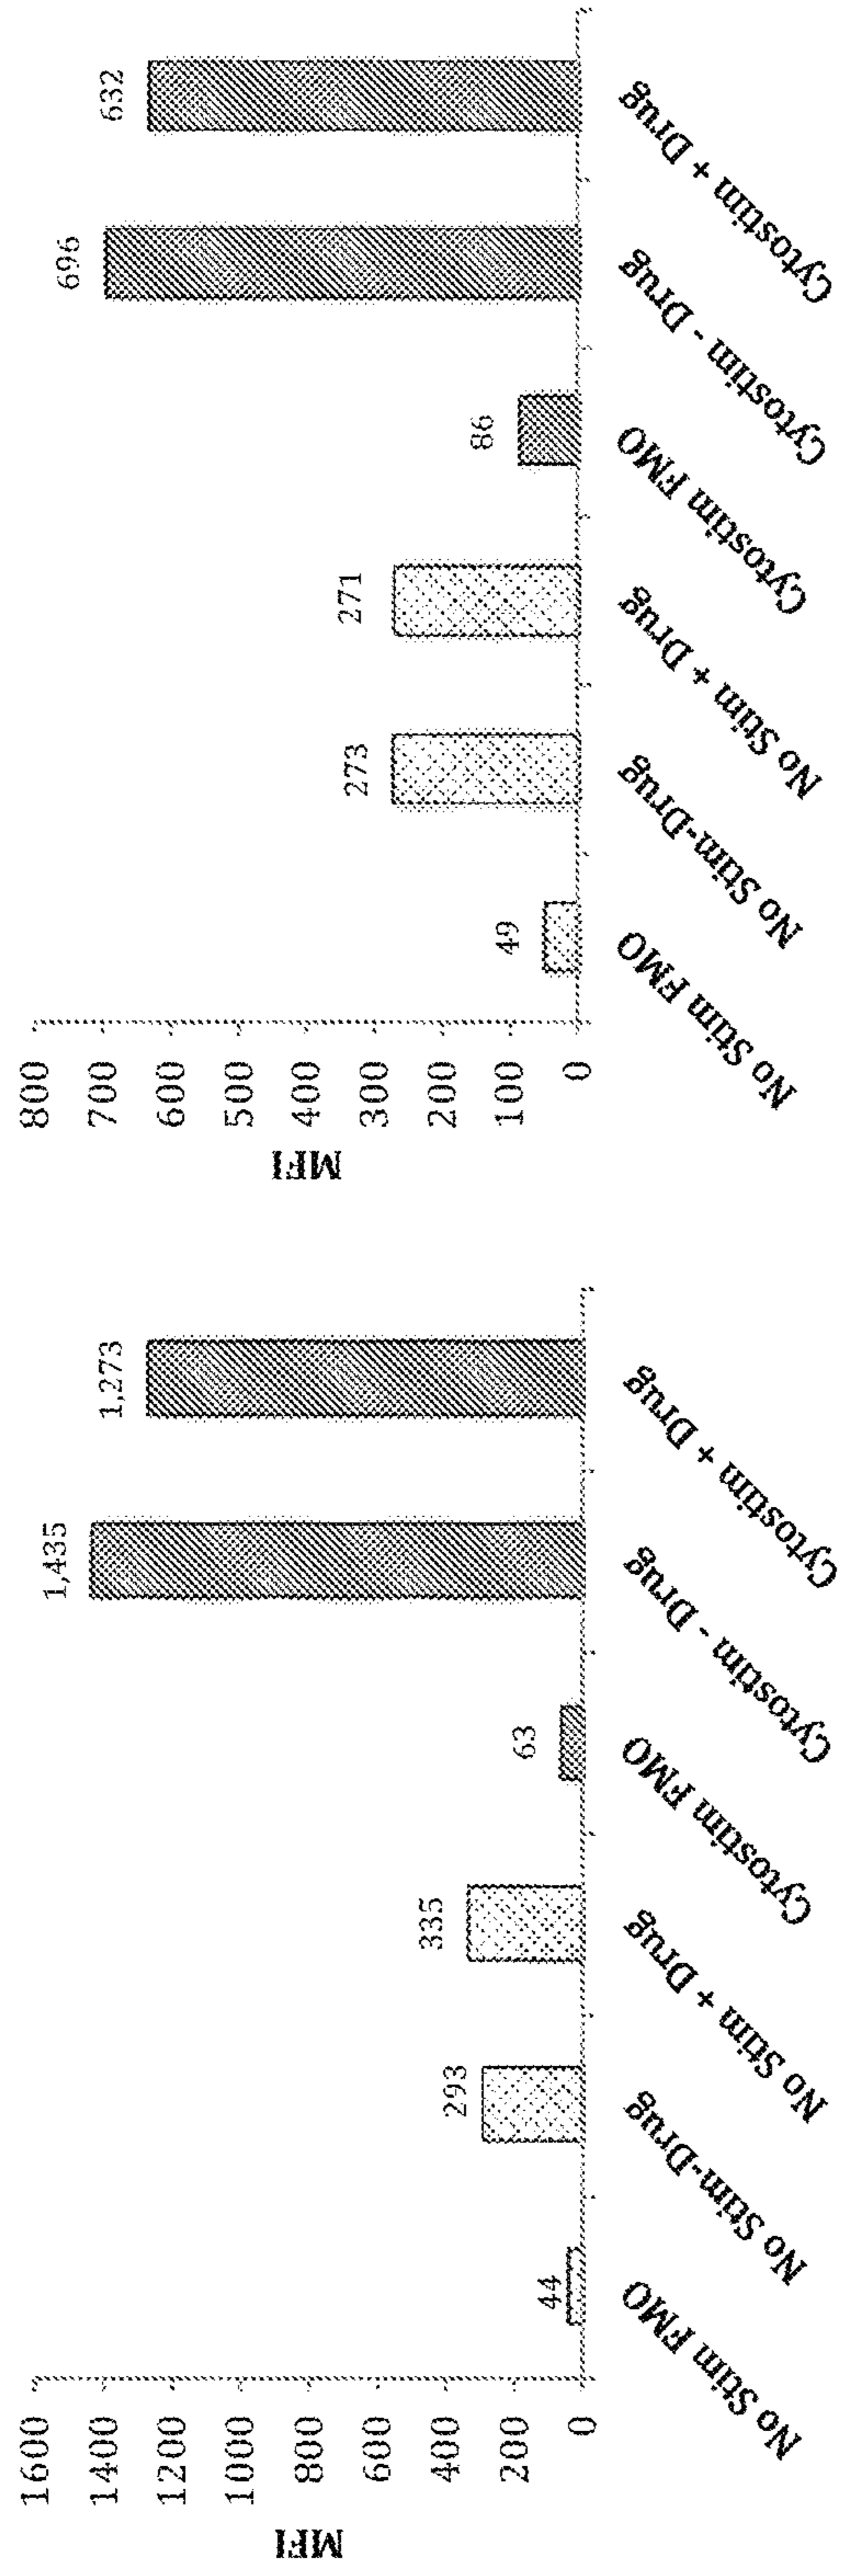 MFI
1600
1400
1200
1000
800
600
400
200
0
44
293
335
63
1,435
1,273
No Stim FMO
No Stim-Drug
No Stim + Drug
Cytostim FMO
Cytostim - Drug
Cytostim + Drug
MFI
800
700
600
500
400
300
200
100
0
49
273
271
86
696
632
No Stim FMO
No Stim-Drug
No Stim + Drug
Cytostim FMO
Cytostim - Drug
Cytostim + Drug